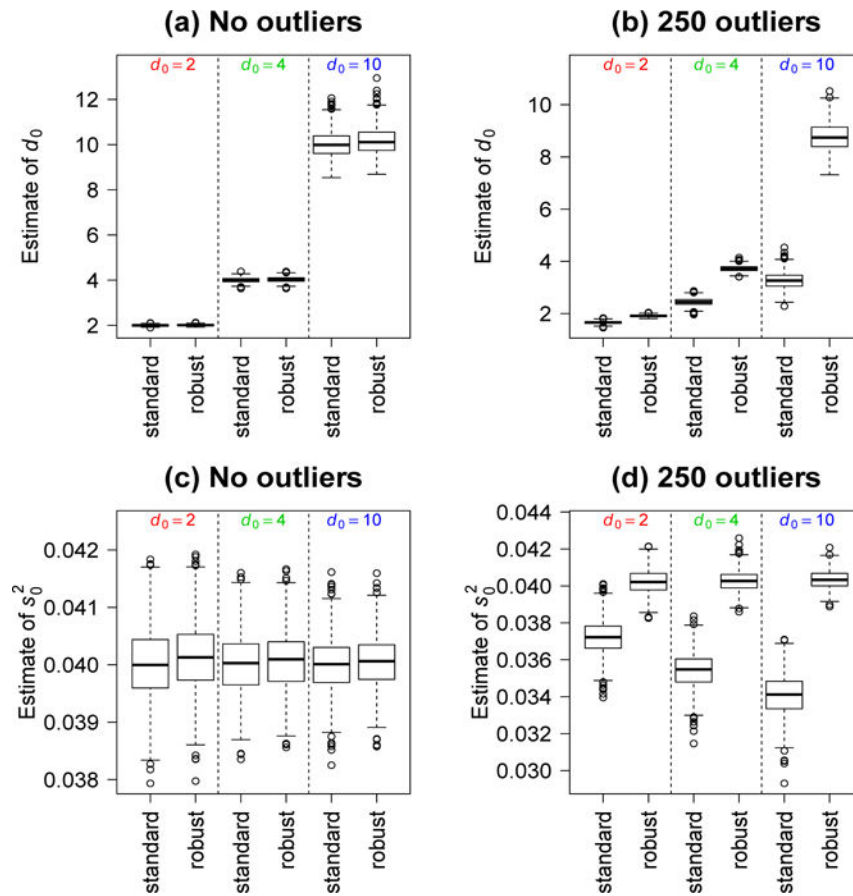 (a) No outliers
d₀ = 2 d₀ = 4 d₀ = 10
Estimate of d₀
12
10
8
6
4
2
standard robust standard robust standard robust
(b) 250 outliers
d₀ = 2 d₀ = 4 d₀ = 10
Estimate of d₀
10
8
6
4
2
standard robust standard robust standard robust
(c) No outliers
d₀ = 2 d₀ = 4 d₀ = 10
Estimate of s₀²
0.042
0.041
0.040
0.039
0.038
standard robust standard robust standard robust
(d) 250 outliers
d₀ = 2 d₀ = 4 d₀ = 10
Estimate of s₀²
0.044
0.042
0.040
0.038
0.036
0.034
0.032
0.030
standard robust standard robust standard robust